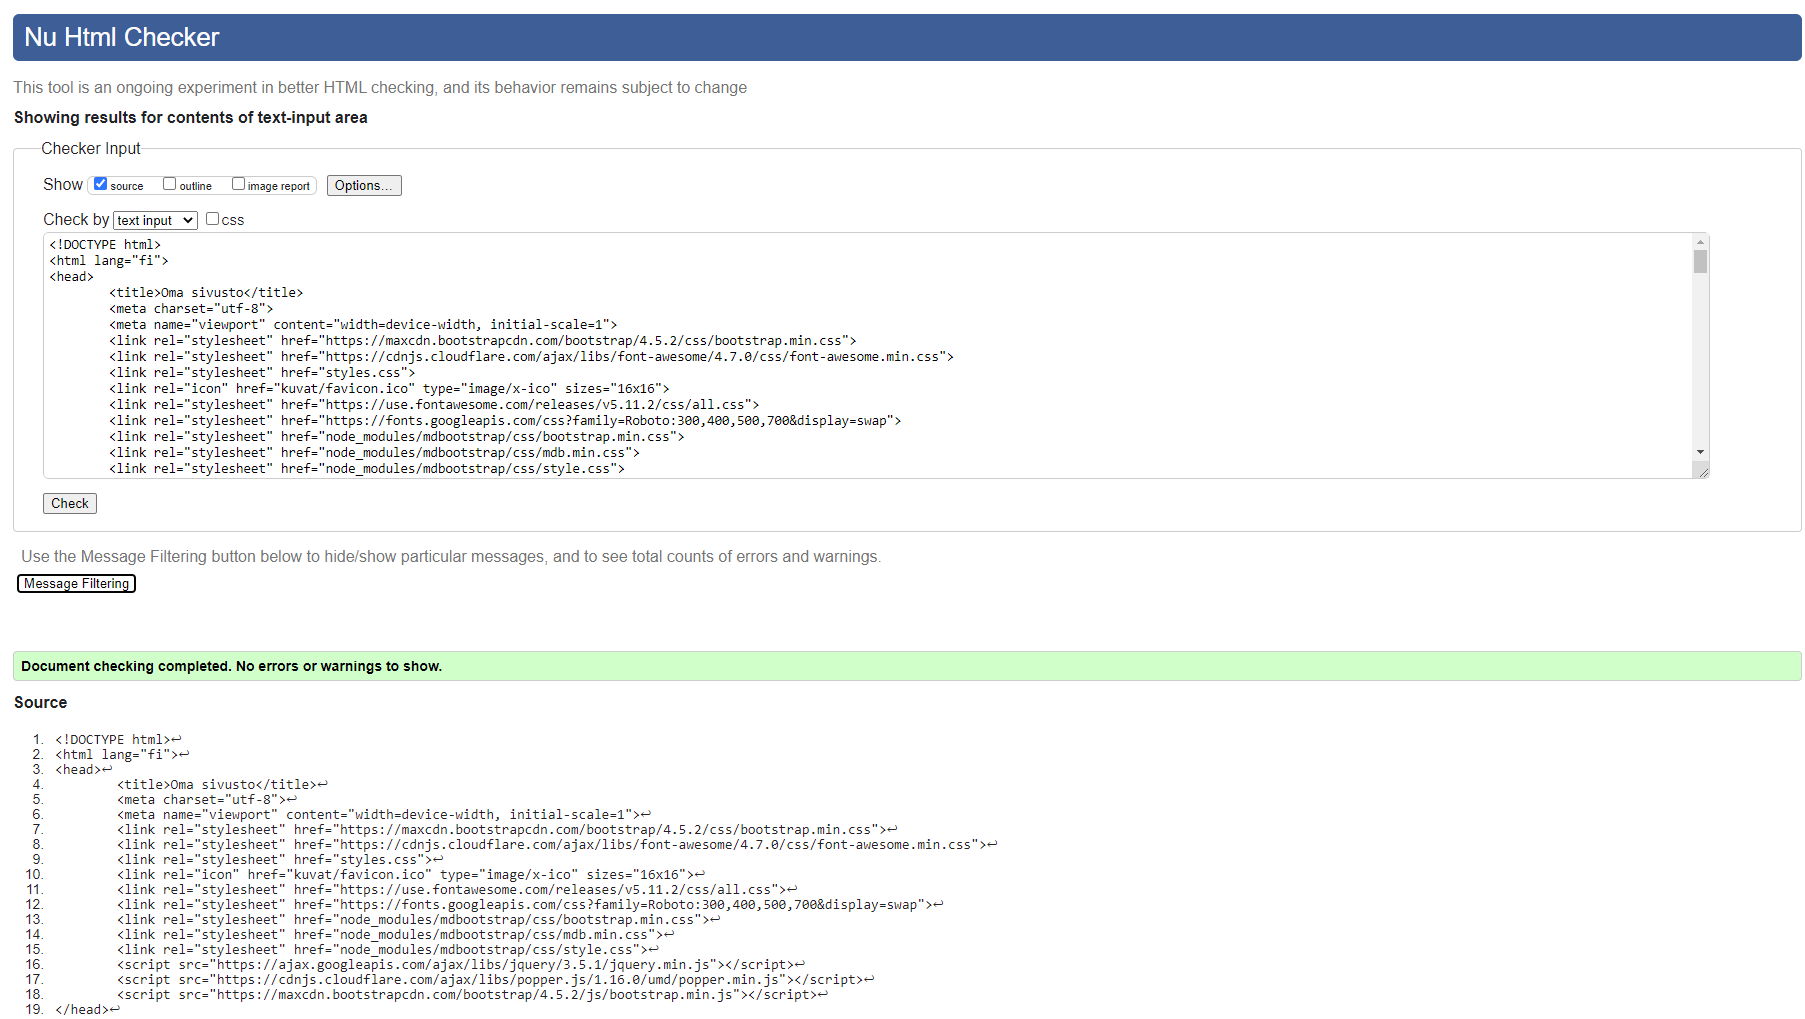 Nu Html Checker
This tool is an ongoing experiment in better HTML checking, and its behavior remains subject to change
Showing results for contents of text-input area
Checker Input
Show source outline image report Options...
Check by text input css
<!DOCTYPE html>
<html lang="fi">
<head>
<title>Oma sivusto</title>
<meta charset="utf-8">
<meta name="viewport" content="width=device-width, initial-scale=1">
<link rel="stylesheet" href="https://maxcdn.bootstrapcdn.com/bootstrap/4.5.2/css/bootstrap.min.css">
<link rel="stylesheet" href="https://cdnjs.cloudflare.com/ajax/libs/font-awesome/4.7.0/css/font-awesome.min.css">
<link rel="stylesheet" href="styles.css">
<link rel="icon" href="kuvat/favicon.ico" type="image/x-ico" sizes="16x16">
<link rel="stylesheet" href="https://use.fontawesome.com/releases/v5.11.2/css/all.css">
<link rel="stylesheet" href="https://fonts.googleapis.com/css?family=Roboto:300,400,500,700&display=swap">
<link rel="stylesheet" href="node_modules/mdbootstrap/css/bootstrap.min.css">
<link rel="stylesheet" href="node_modules/mdbootstrap/css/mdb.min.css">
<link rel="stylesheet" href="node_modules/mdbootstrap/css/style.css">
Check
Use the Message Filtering button below to hide/show particular messages, and to see total counts of errors and warnings.
Message Filtering
Document checking completed. No errors or warnings to show.
Source
1. <!DOCTYPE html>↩
2. <html lang="fi">↩
3. <head>↩
4. <title>Oma sivusto</title>↩
5. <meta charset="utf-8">↩
6. <meta name="viewport" content="width=device-width, initial-scale=1">↩
7. <link rel="stylesheet" href="https://maxcdn.bootstrapcdn.com/bootstrap/4.5.2/css/bootstrap.min.css">↩
8. <link rel="stylesheet" href="https://cdnjs.cloudflare.com/ajax/libs/font-awesome/4.7.0/css/font-awesome.min.css">↩
9. <link rel="stylesheet" href="styles.css">↩
10. <link rel="icon" href="kuvat/favicon.ico" type="image/x-ico" sizes="16x16">↩
11. <link rel="stylesheet" href="https://use.fontawesome.com/releases/v5.11.2/css/all.css">↩
12. <link rel="stylesheet" href="https://fonts.googleapis.com/css?family=Roboto:300,400,500,700&display=swap">↩
13. <link rel="stylesheet" href="node_modules/mdbootstrap/css/bootstrap.min.css">↩
14. <link rel="stylesheet" href="node_modules/mdbootstrap/css/mdb.min.css">↩
15. <link rel="stylesheet" href="node_modules/mdbootstrap/css/style.css">↩
16. <script src="https://ajax.googleapis.com/ajax/libs/jquery/3.5.1/jquery.min.js"></script>↩
17. <script src="https://cdnjs.cloudflare.com/ajax/libs/popper.js/1.16.0/umd/popper.min.js"></script>↩
18. <script src="https://maxcdn.bootstrapcdn.com/bootstrap/4.5.2/js/bootstrap.min.js"></script>↩
19. </head>↩